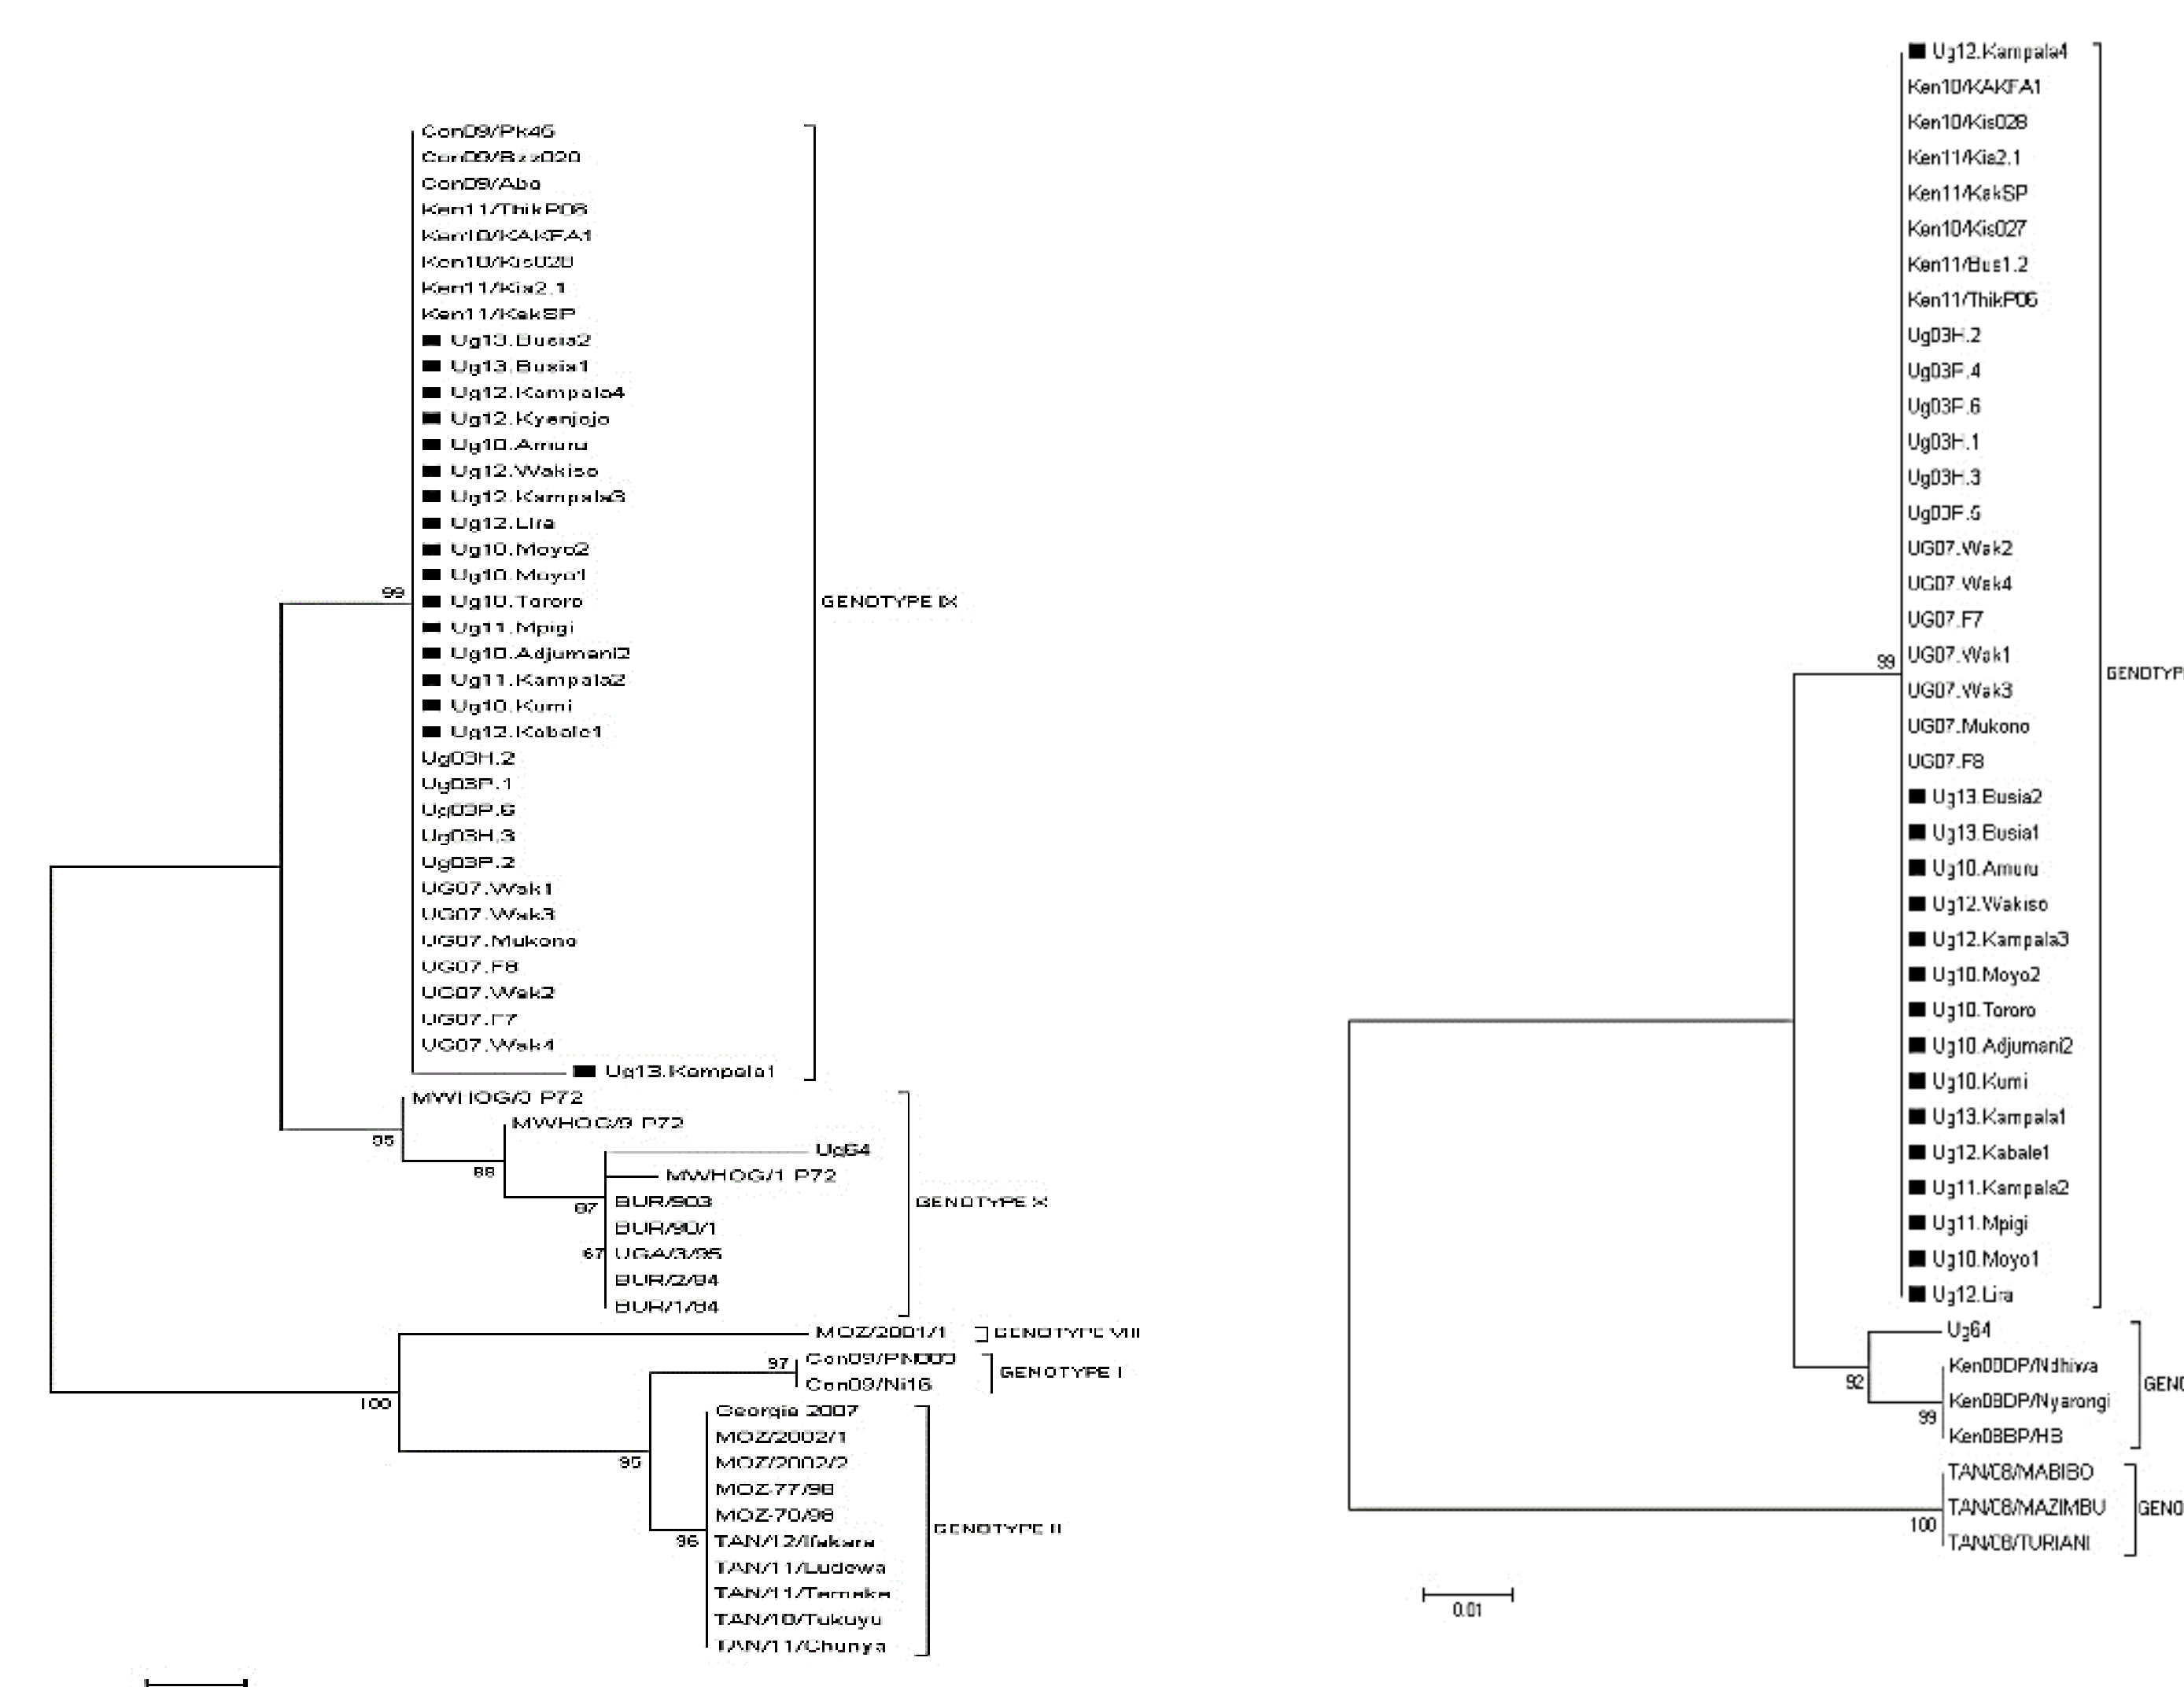 Con09/Pk45
Con09/Bzz020
Con09/Abo
Ken11/ThikP06
Ken10/KAKFA1
Ken10/Kis028
Ken11/Kia2.1
Ken11/KakSP
Ug13.Busia2
Ug13.Busia1
Ug12.Kampala4
Ug12.Kyenjojo
Ug10.Amuru
Ug12.Wakiso
Ug12.Kampala3
Ug12.Lira
Ug10.Moyo2
Ug10.Moyo1
99
Ug10.Tororo
GENOTYPE IX
Ug11.Mpigi
Ug10.Adjumani2
Ug11.Kampala2
Ug10.Kumi
Ug12.Kabale1
Ug03H.2
Ug03P.1
Ug03P.6
Ug03H.3
Ug03P.2
UG07.Wak1
UG07.Wak3
UG07.Mukono
UG07.F8
UG07.Wak2
UG07.F7
UG07.Wak4
Ug13.Kampala1
MWHOG/3 P72
95
MWHOG/9 P72
88
Ug64
MWHOG/1 P72
87
BUR/903
GENOTYPE X
BUR/90/1
67
UGA/3/95
BUR/2/84
BUR/1/84
MOZ/2001/1
GENOTYPE VIII
97
Con09/Ni16
GENOTYPE I
100
Georgia 2007
MOZ/2002/1
95
MOZ/2002/2
MOZ-77/98
MOZ-70/98
96
TAN/12/Ifakara
GENOTYPE II
TAN/11/Ludewa
TAN/11/Temeke
TAN/10/Tukuyu
TAN/11/Chunya
Ug12.Kampala4
Ken10/KAKFA1
Ken10/Kis028
Ken11/Kia2.1
Ken11/KakSP
Ken10/Kis027
Ken11/Bus1.2
Ken11/ThikP06
Ug03H.2
Ug03P.4
Ug03P.6
Ug03H.1
Ug03H.3
Ug03P.5
UG07.Wak2
UG07.Wak4
UG07.F7
99
UG07.Wak1
GENOTYP
UG07.Wak3
UG07.Mukono
UG07.F8
Ug13.Busia2
Ug13.Busia1
Ug10.Amuru
Ug12.Wakiso
Ug12.Kampala3
Ug10.Moyo2
Ug10.Tororo
Ug10.Adjumani2
Ug10.Kumi
Ug13.Kampala1
Ug12.Kabale1
Ug11.Kampala2
Ug11.Mpigi
Ug10.Moyo1
Ug12.Lira
Ug64
92
GENO
Ken08DP/Nyarongi
99
Ken08BP/HB
TAN/08/MABIBO
TAN/08/MAZIMBU
GENO
100
TAN/08/TURIANI
0.01